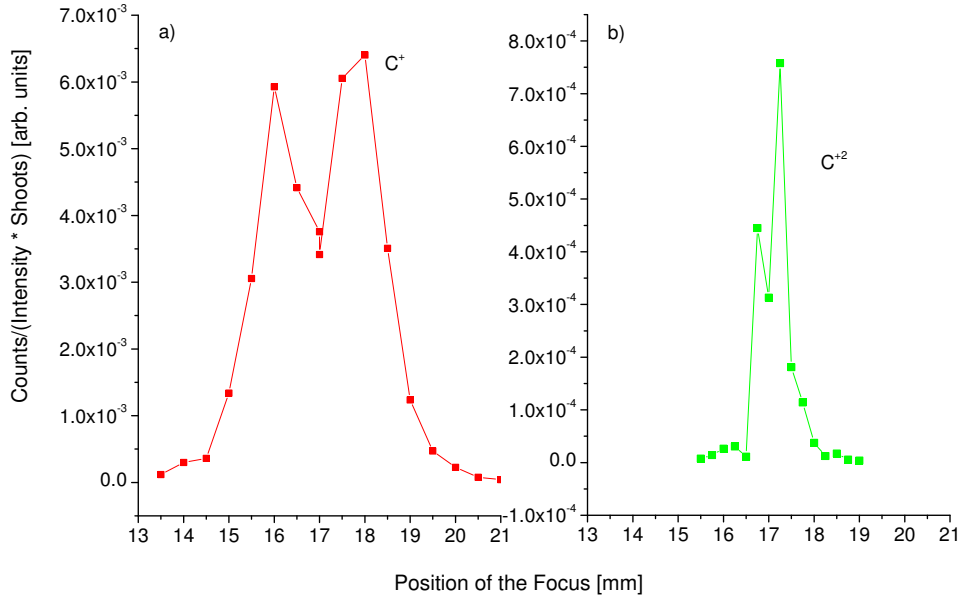 Counts/(Intensity * Shoots) [arb. units]
a)
C⁺
7.0x10⁻³
6.0x10⁻³
5.0x10⁻³
4.0x10⁻³
3.0x10⁻³
2.0x10⁻³
1.0x10⁻³
0.0
13 14 15 16 17 18 19 20 21
b)
C⁺²
8.0x10⁻⁴
7.0x10⁻⁴
6.0x10⁻⁴
5.0x10⁻⁴
4.0x10⁻⁴
3.0x10⁻⁴
2.0x10⁻⁴
1.0x10⁻⁴
0.0
-1.0x10⁻⁴
13 14 15 16 17 18 19 20 21
Position of the Focus [mm]